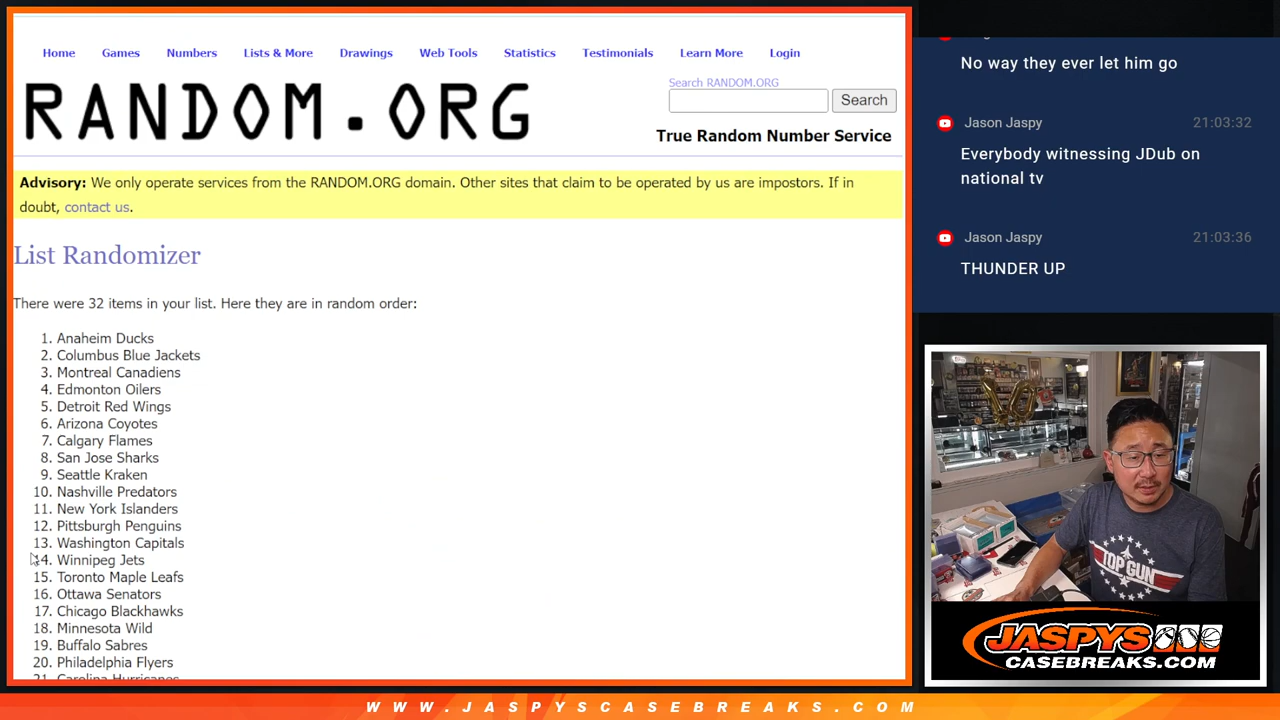 Home Games Numbers Lists & More Drawings Web Tools Statistics Testimonials Learn More Login
RANDOM.ORG
Search RANDOM.ORG
Search
True Random Number Service
Advisory: We only operate services from the RANDOM.ORG domain. Other sites that claim to be operated by us are impostors. If in
doubt, contact us.
List Randomizer
There were 32 items in your list. Here they are in random order:
1. Anaheim Ducks
2. Columbus Blue Jackets
3. Montreal Canadiens
4. Edmonton Oilers
5. Detroit Red Wings
6. Arizona Coyotes
7. Calgary Flames
8. San Jose Sharks
9. Seattle Kraken
10. Nashville Predators
11. New York Islanders
12. Pittsburgh Penguins
13. Washington Capitals
14. Winnipeg Jets
15. Toronto Maple Leafs
16. Ottawa Senators
17. Chicago Blackhawks
18. Minnesota Wild
19. Buffalo Sabres
20. Philadelphia Flyers
21. Carolina Hurricanes
No way they ever let him go
Jason Jaspy 21:03:32
Everybody witnessing JDub on
national tv
Jason Jaspy 21:03:36
THUNDER UP
10
TOP GUN
JASPYS
CASEBREAKS.COM
WWW.JASPYSCASEBREAKS.COM